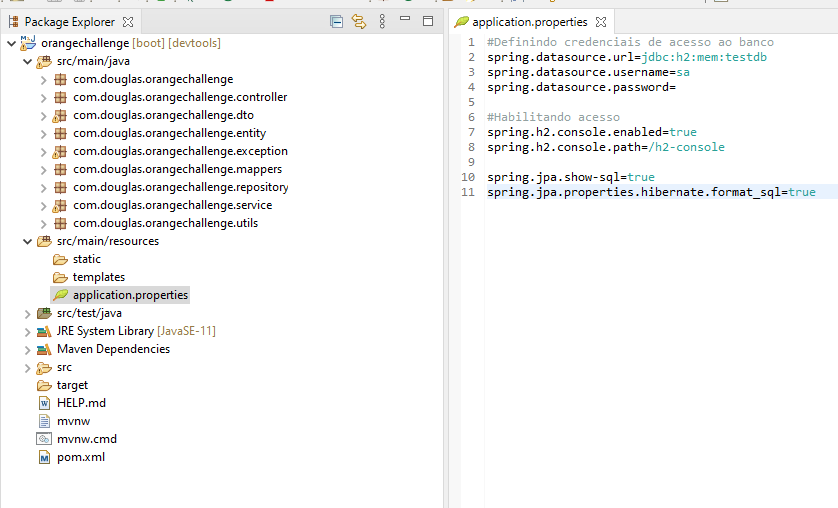 Package Explorer
orangechallenge [boot] [devtools]
src/main/java
com.douglas.orangechallenge
com.douglas.orangechallenge.controller
com.douglas.orangechallenge.dto
com.douglas.orangechallenge.entity
com.douglas.orangechallenge.exception
com.douglas.orangechallenge.mappers
com.douglas.orangechallenge.repository
com.douglas.orangechallenge.service
com.douglas.orangechallenge.utils
src/main/resources
static
templates
application.properties
src/test/java
JRE System Library [JavaSE-11]
Maven Dependencies
src
target
HELP.md
mvnw
mvnw.cmd
pom.xml
application.properties
1 #Definindo credenciais de acesso ao banco
2 spring.datasource.url=jdbc:h2:mem:testdb
3 spring.datasource.username=sa
4 spring.datasource.password=
5
6 #Habilitando acesso
7 spring.h2.console.enabled=true
8 spring.h2.console.path=/h2-console
9
10 spring.jpa.show-sql=true
11 spring.jpa.properties.hibernate.format_sql=true